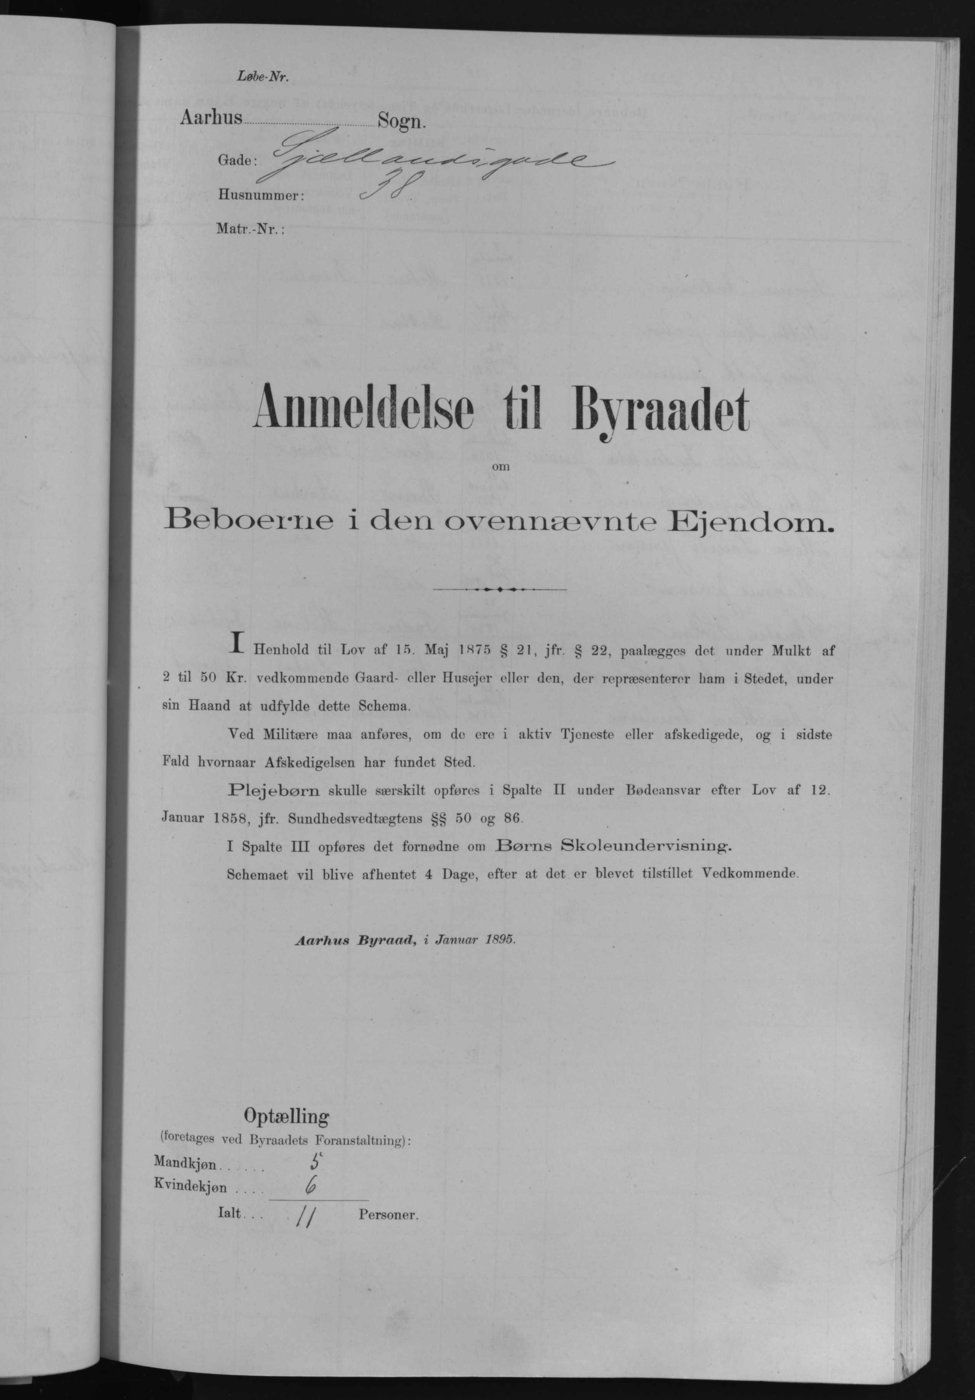 Løbe-Nr.
Aarhus Sogn.
Gade: Sjællandsgade
Husnummer: 38.
Matr.-Nr.:
Anmeldelse til Byraadet
om
Beboerne i den ovennævnte Ejendom.
I Henhold til Lov af 15. Maj 1875 § 21, jfr. § 22, paalægges det under Mulkt af
2 til 50 Kr. vedkommende Gaard- eller Husejer eller den, der repræsenterer ham i Stedet, under
sin Haand at udfylde dette Schema.
Ved Militære maa anføres, om de ere i aktiv Tjeneste eller afskedigede, og i sidste
Fald hvornaar Afskedigelsen har fundet Sted.
Plejebørn skulle særskilt opføres i Spalte II under Bødeansvar efter Lov af 12.
Januar 1858, jfr. Sundhedsvedtægtens §§ 50 og 86.
I Spalte III opføres det fornødne om Børns Skoleundervisning.
Schemaet vil blive afhentet 4 Dage, efter at det er blevet tilstillet Vedkommende.
Aarhus Byraad, i Januar 1895.
Optælling
(foretages ved Byraadets Foranstaltning):
Mandkjøn...... 5
Kvindekjøn .... 6
Ialt... 11 Personer.